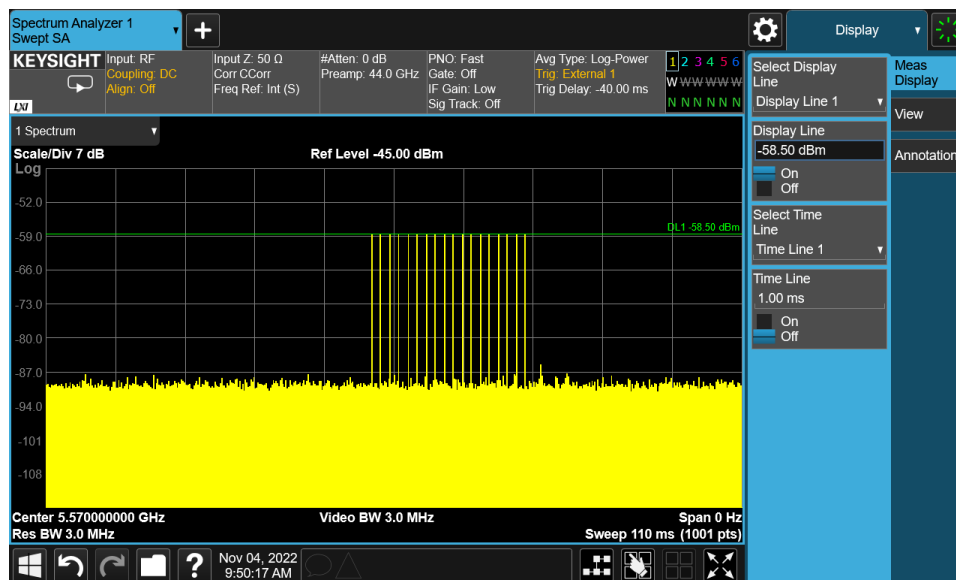 Spectrum Analyzer 1
Swept SA
+
Display
KEYSIGHT
LXI
Input: RF
Coupling: DC
Align: Off
Input Z: 50 Ω
Corr CCorr
Freq Ref: Int (S)
#Atten: 0 dB
Preamp: 44.0 GHz
PNO: Fast
Gate: Off
IF Gain: Low
Sig Track: Off
Avg Type: Log-Power
Trig: External 1
Trig Delay: -40.00 ms
1 2 3 4 5 6
W W W W W W
N N N N N N
1 Spectrum
Scale/Div 7 dB
Ref Level -45.00 dBm
Log
-52.0
-59.0
-66.0
-73.0
-80.0
-87.0
-94.0
-101
-108
DL1 -58.50 dBm
Center 5.570000000 GHz
Video BW 3.0 MHz
Span 0 Hz
Res BW 3.0 MHz
Sweep 110 ms (1001 pts)
Select Display
Line
Display Line 1
Display Line
-58.50 dBm
On
Off
Select Time
Line
Time Line 1
Time Line
1.00 ms
On
Off
Meas
Display
View
Annotation
?
Nov 04, 2022
9:50:17 AM